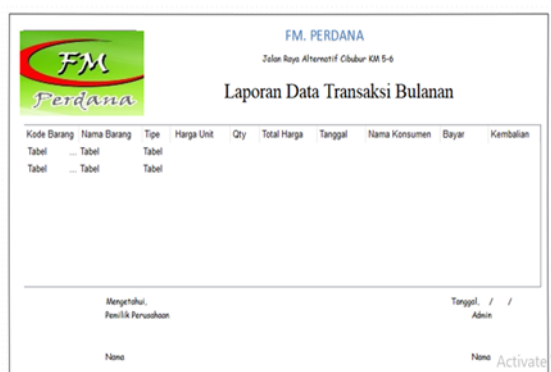 FM
Perdana
FM. PERDANA
Jalan Raya Alternatif Cibubur KM 5-6
Laporan Data Transaksi Bulanan
Kode Barang Nama Barang Tipe Harga Unit Qty Total Harga Tanggal Nama Konsumen Bayar Kembalian
Tabel ... Tabel Tabel
Tabel ... Tabel Tabel
Mengetahui, Tanggal, / /
Pemilik Perusahaan Admin
Nana Nana
Activate